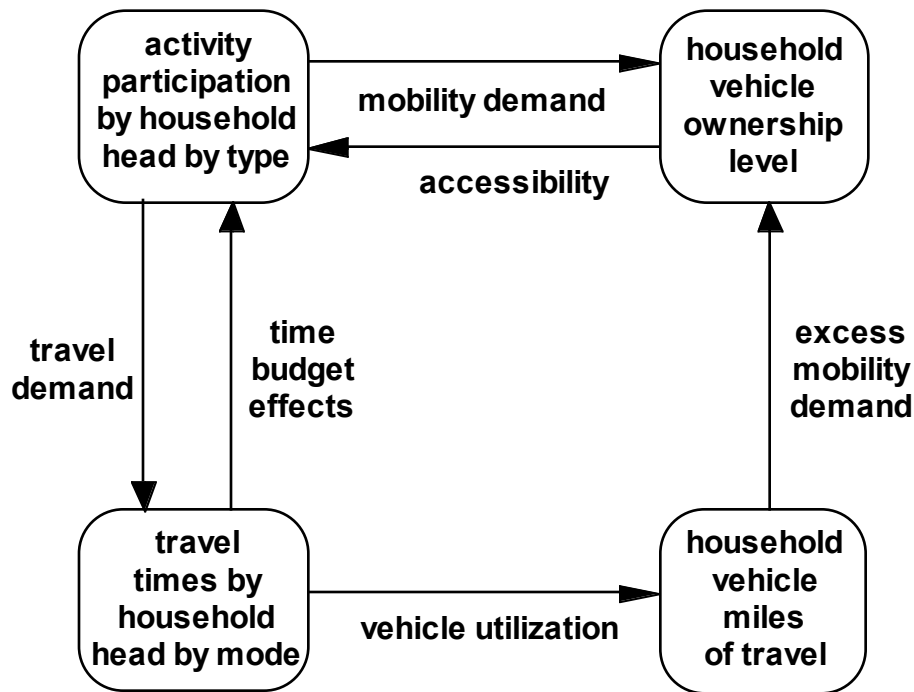 activity
participation
by household
head by type
mobility demand
accessibility
household
vehicle
ownership
level
travel
demand
time
budget
effects
excess
mobility
demand
travel
times by
household
head by mode
vehicle utilization
household
vehicle
miles
of travel